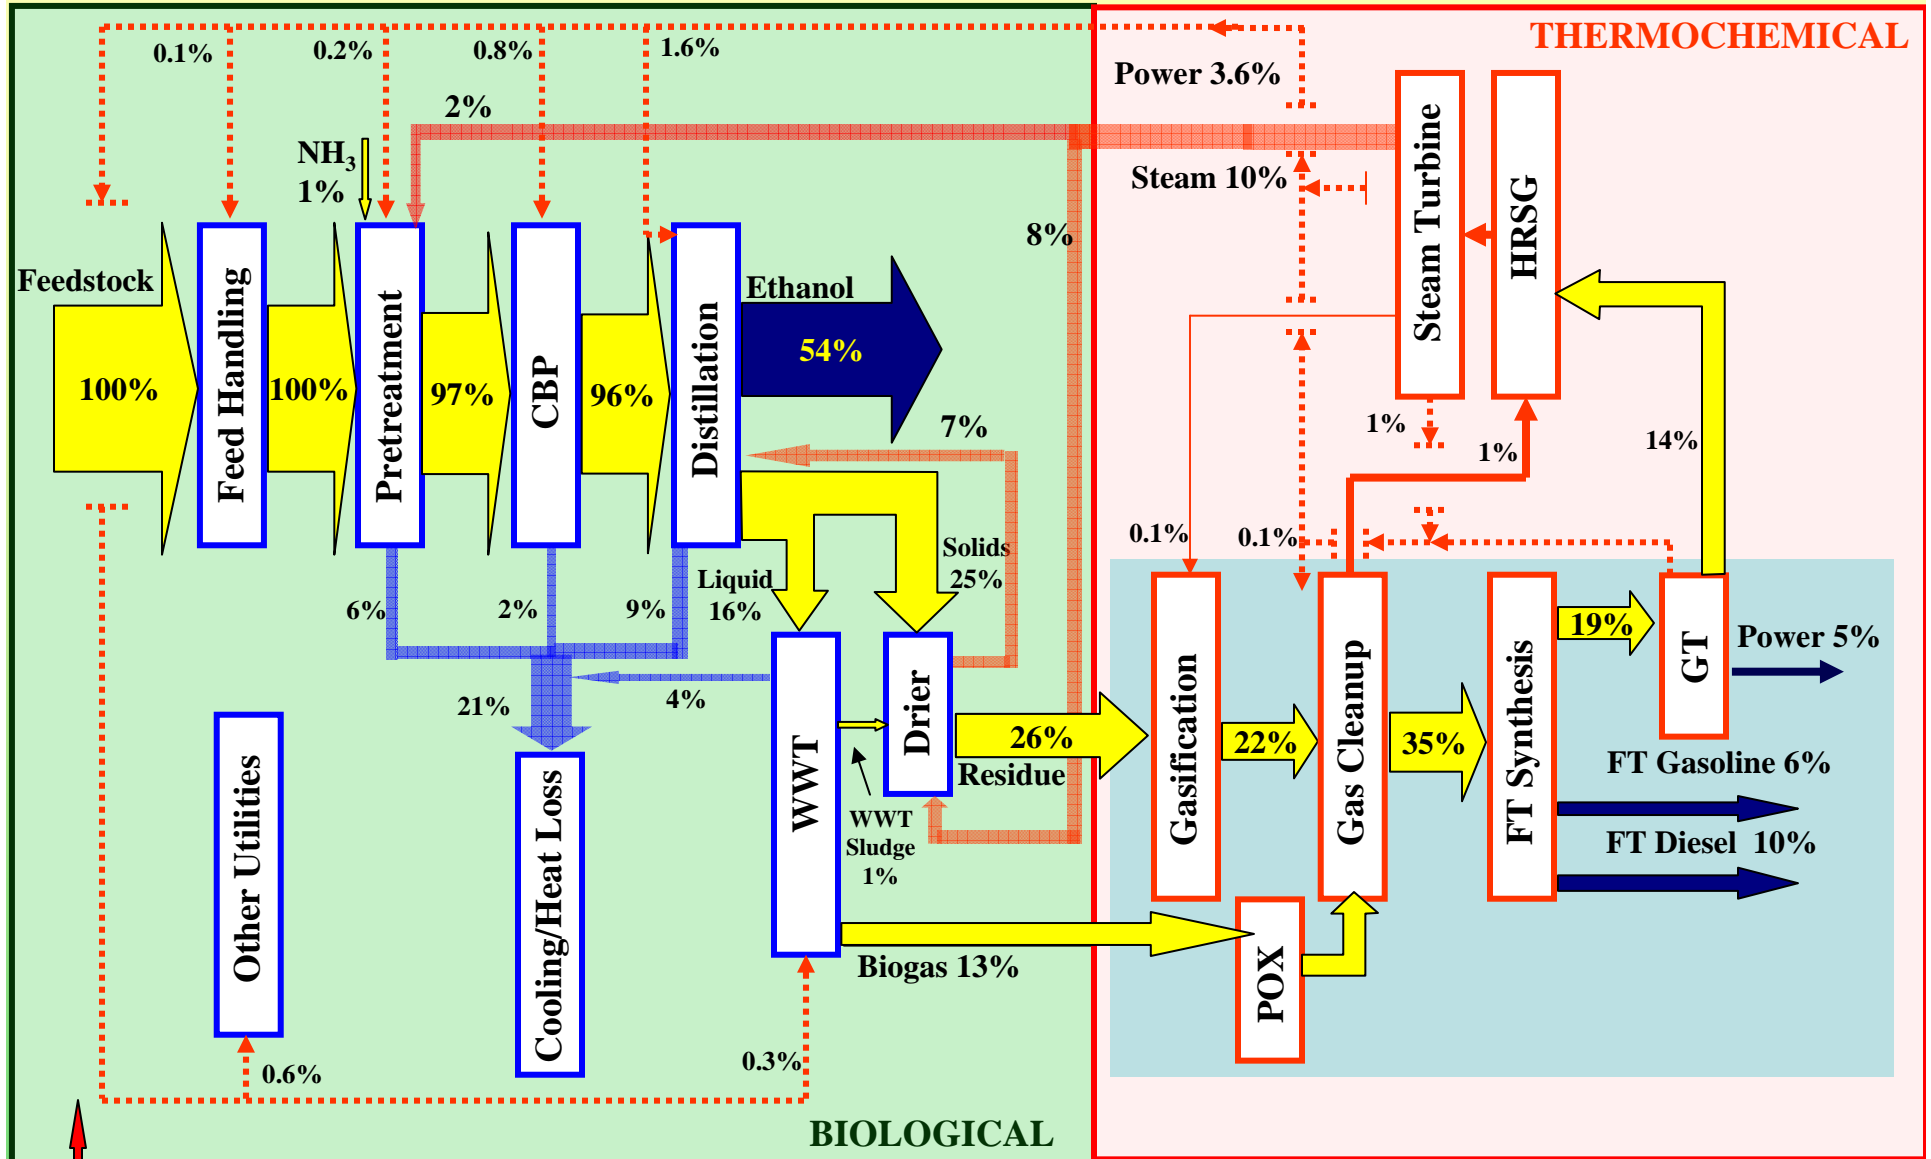 THERMOCHEMICAL
0.1%
0.2%
0.8%
1.6%
Power 3.6%
2%
NH3
1%
Steam 10%
8%
Feedstock
100%
Feed Handling
100%
Pretreatment
97%
CBP
96%
Distillation
Ethanol
54%
7%
Steam Turbine
HRSG
1%
1%
14%
0.1%
0.1%
Solids
25%
Liquid
16%
6%
2%
9%
4%
21%
Other Utilities
Cooling/Heat Loss
WWT
Drier
WWT
Sludge
1%
26%
Residue
Gasification
22%
Gas Cleanup
35%
FT Synthesis
19%
GT
Power 5%
FT Gasoline 6%
FT Diesel 10%
Biogas 13%
POX
0.6%
0.3%
BIOLOGICAL